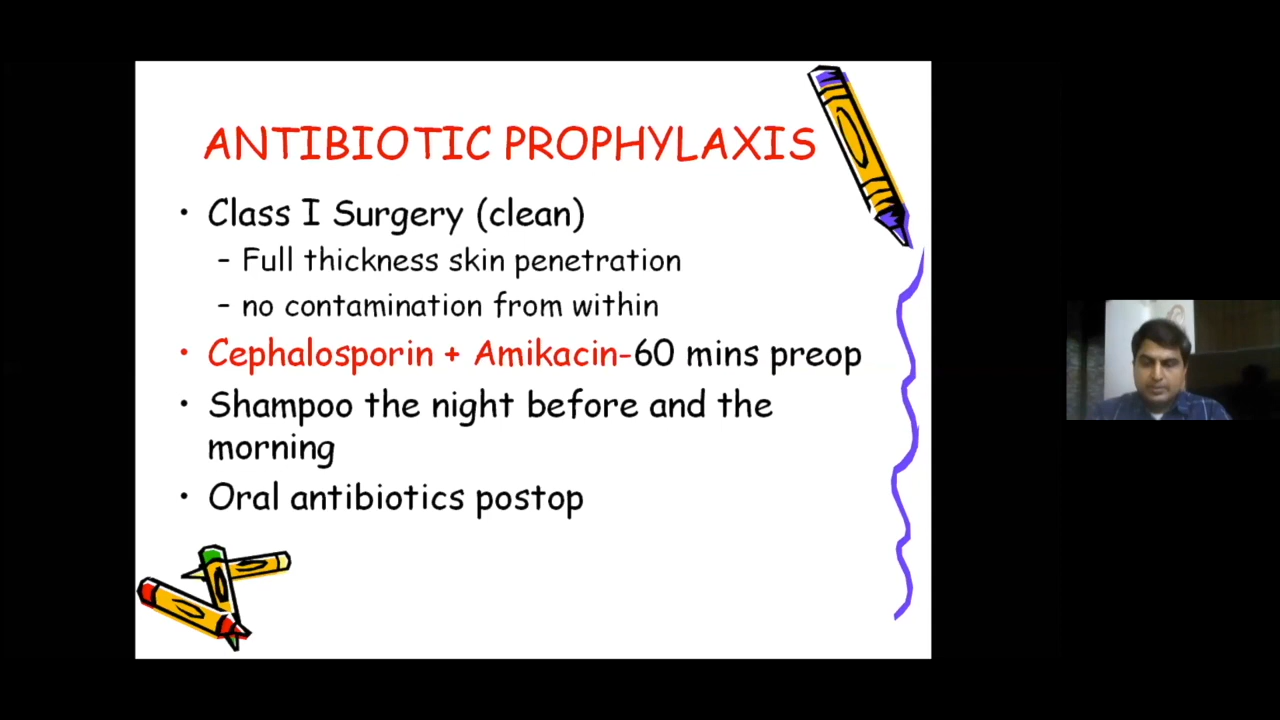 ANTIBIOTIC PROPHYLAXIS
• Class I Surgery (clean)
– Full thickness skin penetration
– no contamination from within
• Cephalosporin + Amikacin-60 mins preop
• Shampoo the night before and the
morning
• Oral antibiotics postop